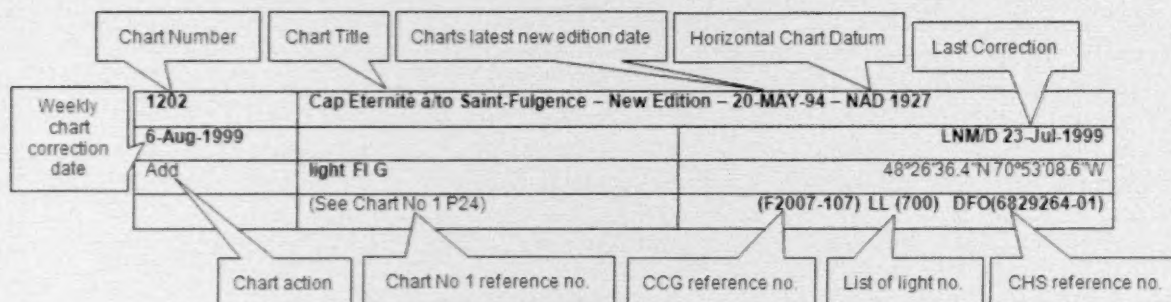 Chart Number Chart Title Charts latest new edition date Horizontal Chart Datum Last Correction
Weekly chart correction date
1202 Cap Eternité à/to Saint-Fulgence – New Edition – 20-MAY-94 – NAD 1927
6-Aug-1999 LNM/D 23-Jul-1999
Add light Fl G 48°26'36.4"N 70°53'08.6"W
(See Chart No 1 P24) (F2007-107) LL (700) DFO(6829264-01)
Chart action Chart No 1 reference no. CCG reference no. List of light no. CHS reference no.